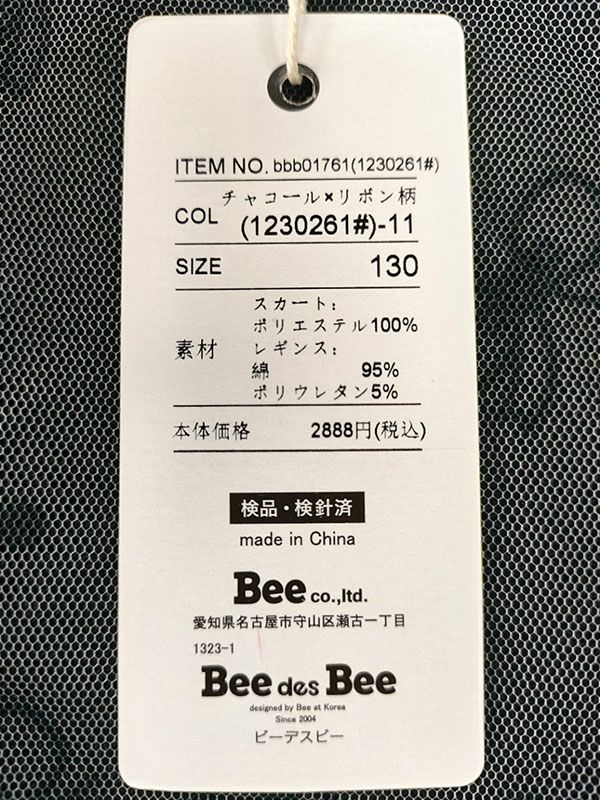 ITEM NO. bbb01761(1230261#)
COL チャコール×リボン柄
(1230261#)-11
SIZE 130
素材 スカート:
ポリエステル100%
レギンス:
綿 95%
ポリウレタン5%
本体価格 2888円(税込)
検品・検針済
made in China
Bee co.,ltd.
愛知県名古屋市守山区瀬古一丁目
1323-1
Bee des Bee
designed by Bee at Korea
Since 2004
ビーデスビー